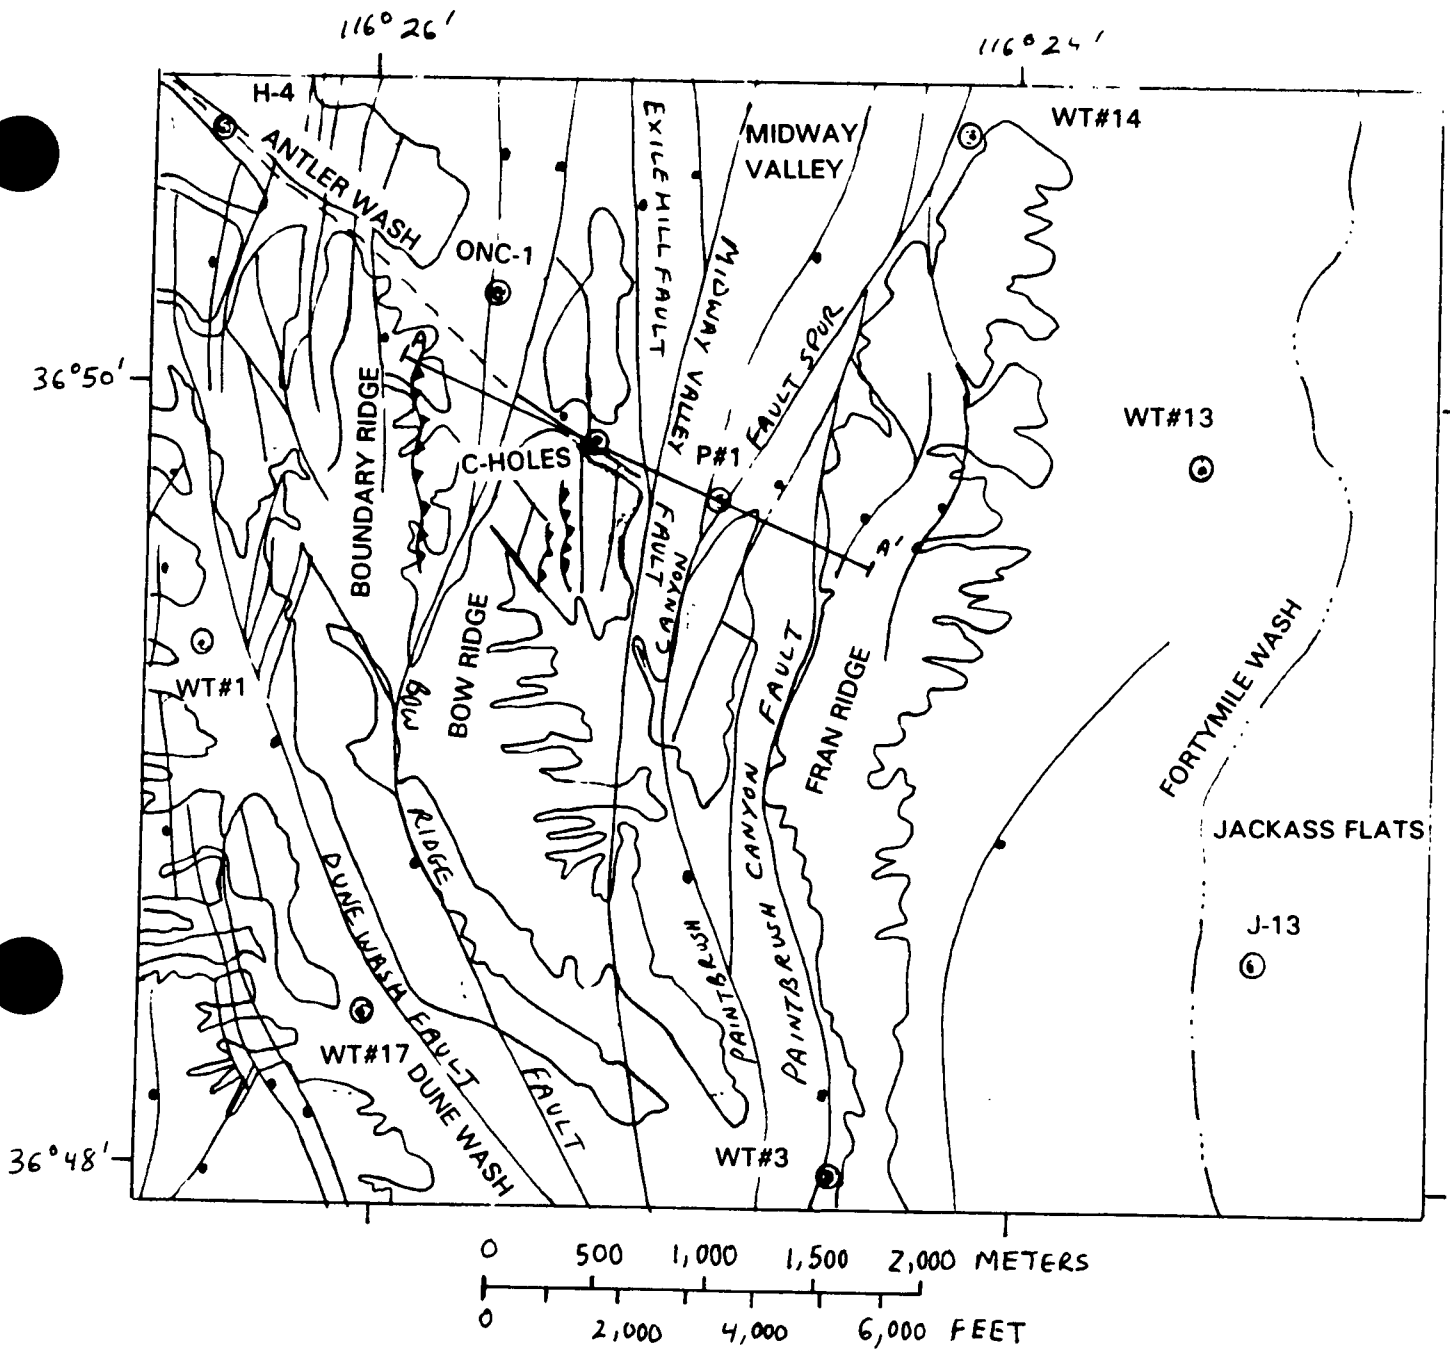 116° 26'
116° 24'
H-4
WT#14
MIDWAY
VALLEY
EXILE HILL FAULT
ANTLER WASH
ONC-1
MIDWAY VALLEY
FAULT SPUR
A
36°50'
BOUNDARY RIDGE
WT#13
C-HOLES
P#1
FAULT
CANYON
A'
BOW RIDGE
WT#1
BOW
FAULT
FRAN RIDGE
FORTYMILE WASH
RIDGE
CANYON
JACKASS FLATS
DUNE WASH FAULT
PAINTBRUSH
PAINTBRUSH
J-13
WT#17
DUNE WASH
FAULT
36°48'
WT#3
0 500 1,000 1,500 2,000 METERS
0 2,000 4,000 6,000 FEET